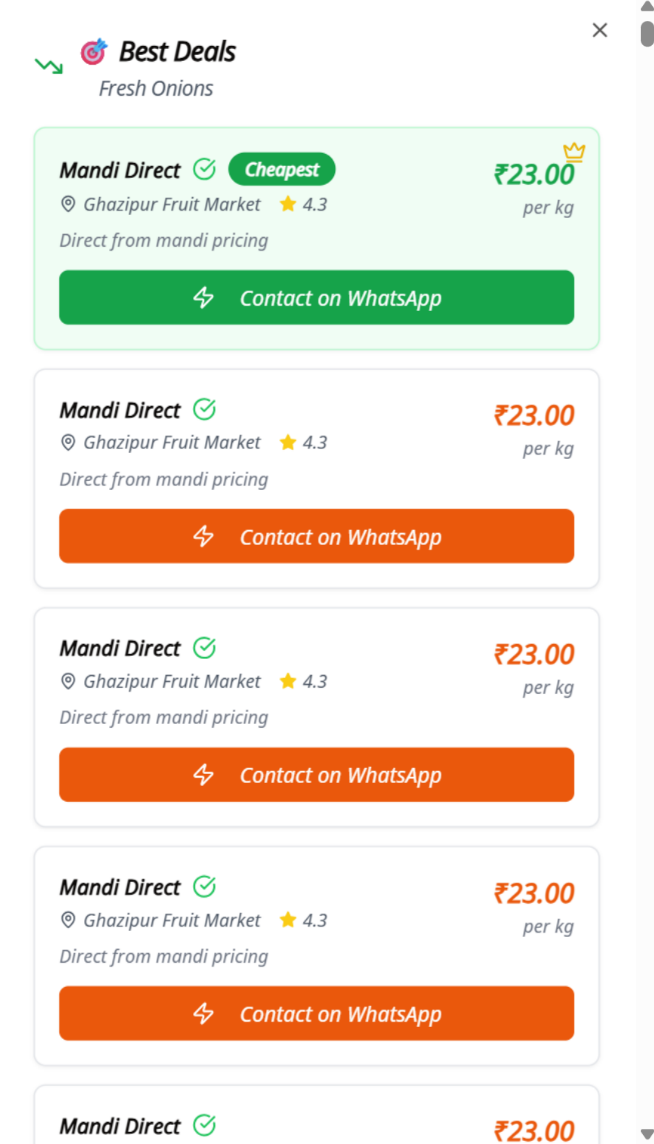 Best Deals
Fresh Onions
Mandi Direct Cheapest ₹23.00
Ghazipur Fruit Market 4.3 per kg
Direct from mandi pricing
Contact on WhatsApp
Mandi Direct ₹23.00
Ghazipur Fruit Market 4.3 per kg
Direct from mandi pricing
Contact on WhatsApp
Mandi Direct ₹23.00
Ghazipur Fruit Market 4.3 per kg
Direct from mandi pricing
Contact on WhatsApp
Mandi Direct ₹23.00
Ghazipur Fruit Market 4.3 per kg
Direct from mandi pricing
Contact on WhatsApp
Mandi Direct ₹23.00